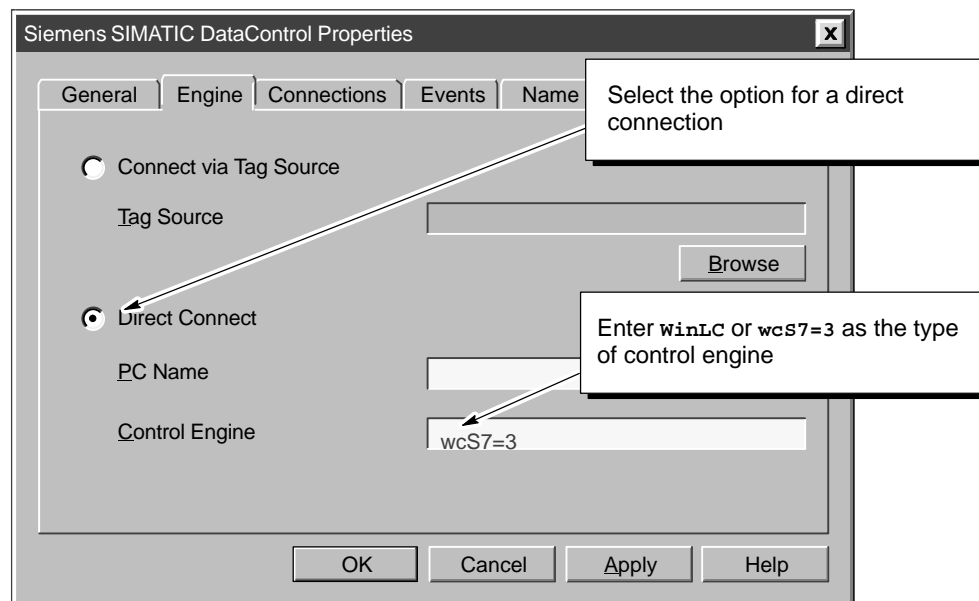 Siemens SIMATIC DataControl Properties
X
General Engine Connections Events Name
Select the option for a direct
connection
Connect via Tag Source
Tag Source
Browse
Direct Connect
Enter WinLC or wcS7=3 as the type
of control engine
PC Name
Control Engine
wcS7=3
OK Cancel Apply Help